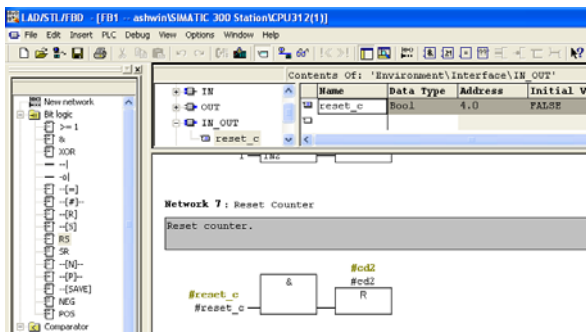 LAD/STL/FBD - [FB1 -- ashwin\SIMATIC 300 Station\CPU312(1)]
File Edit Insert PLC Debug View Options Window Help
Contents Of: 'Environment\Interface\IN_OUT'
IN
OUT
IN_OUT
reset_c
Name Data Type Address Initial V
reset_c Bool 4.0 FALSE
New network
Bit logic
>=1
&
XOR
--|
-o|
--[=]
--[#]--
--[R]
--[S]
RS
SR
--[N]--
--[P]--
--[SAVE]
NEG
POS
Comparator
1 IN2
Network 7 : Reset Counter
Reset counter.
&
#cd2
#cd2
R
#reset_c
#reset_c